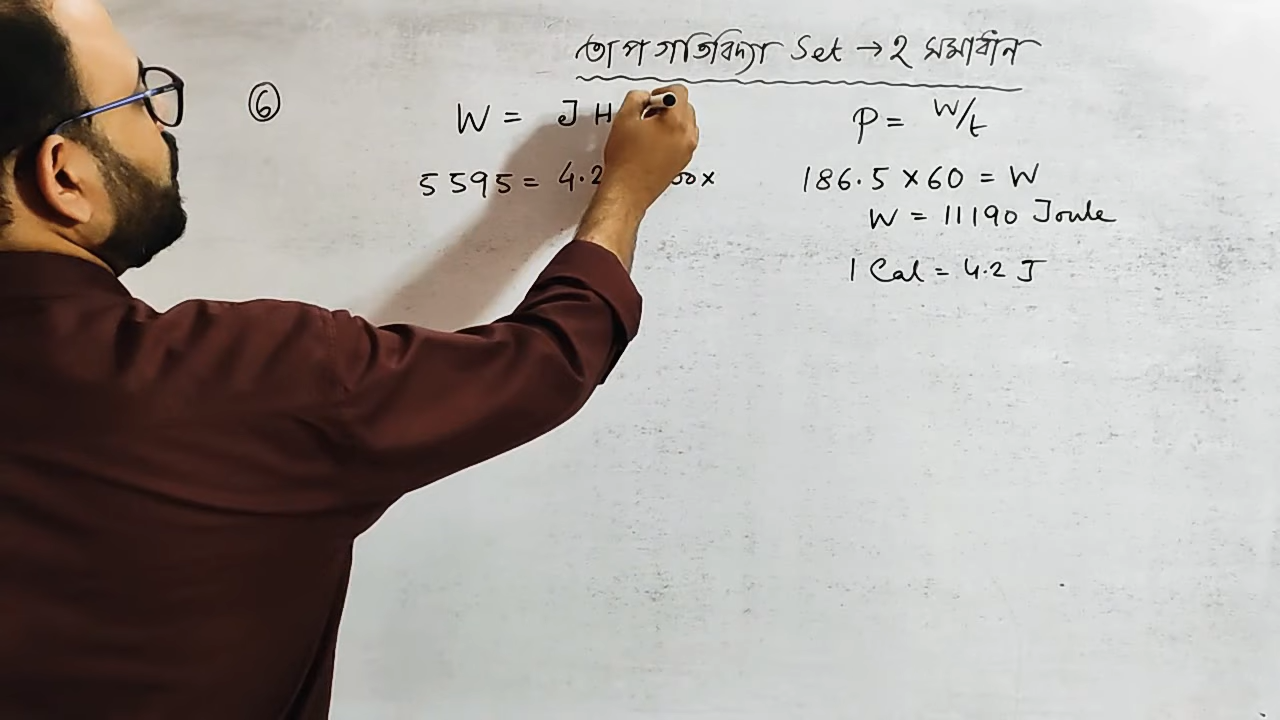 তাপগতিবিদ্যা Set → ২ সমাধান
⑥
W = J H
5595 = 4.2
P = W/t
186.5 × 60 = W
W = 11190 Joule
1 Cal = 4.2 J